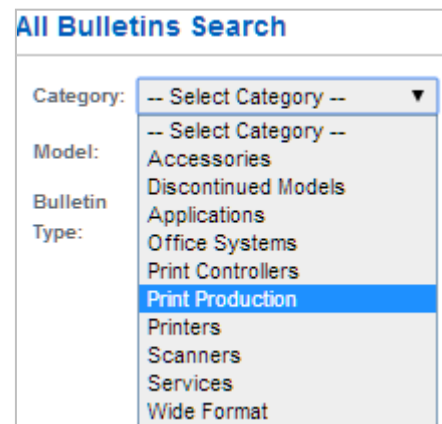 All Bulletins Search
Category: -- Select Category -- ▼
-- Select Category --
Model:
Accessories
Discontinued Models
Bulletin
Type:
Applications
Office Systems
Print Controllers
Print Production
Printers
Scanners
Services
Wide Format